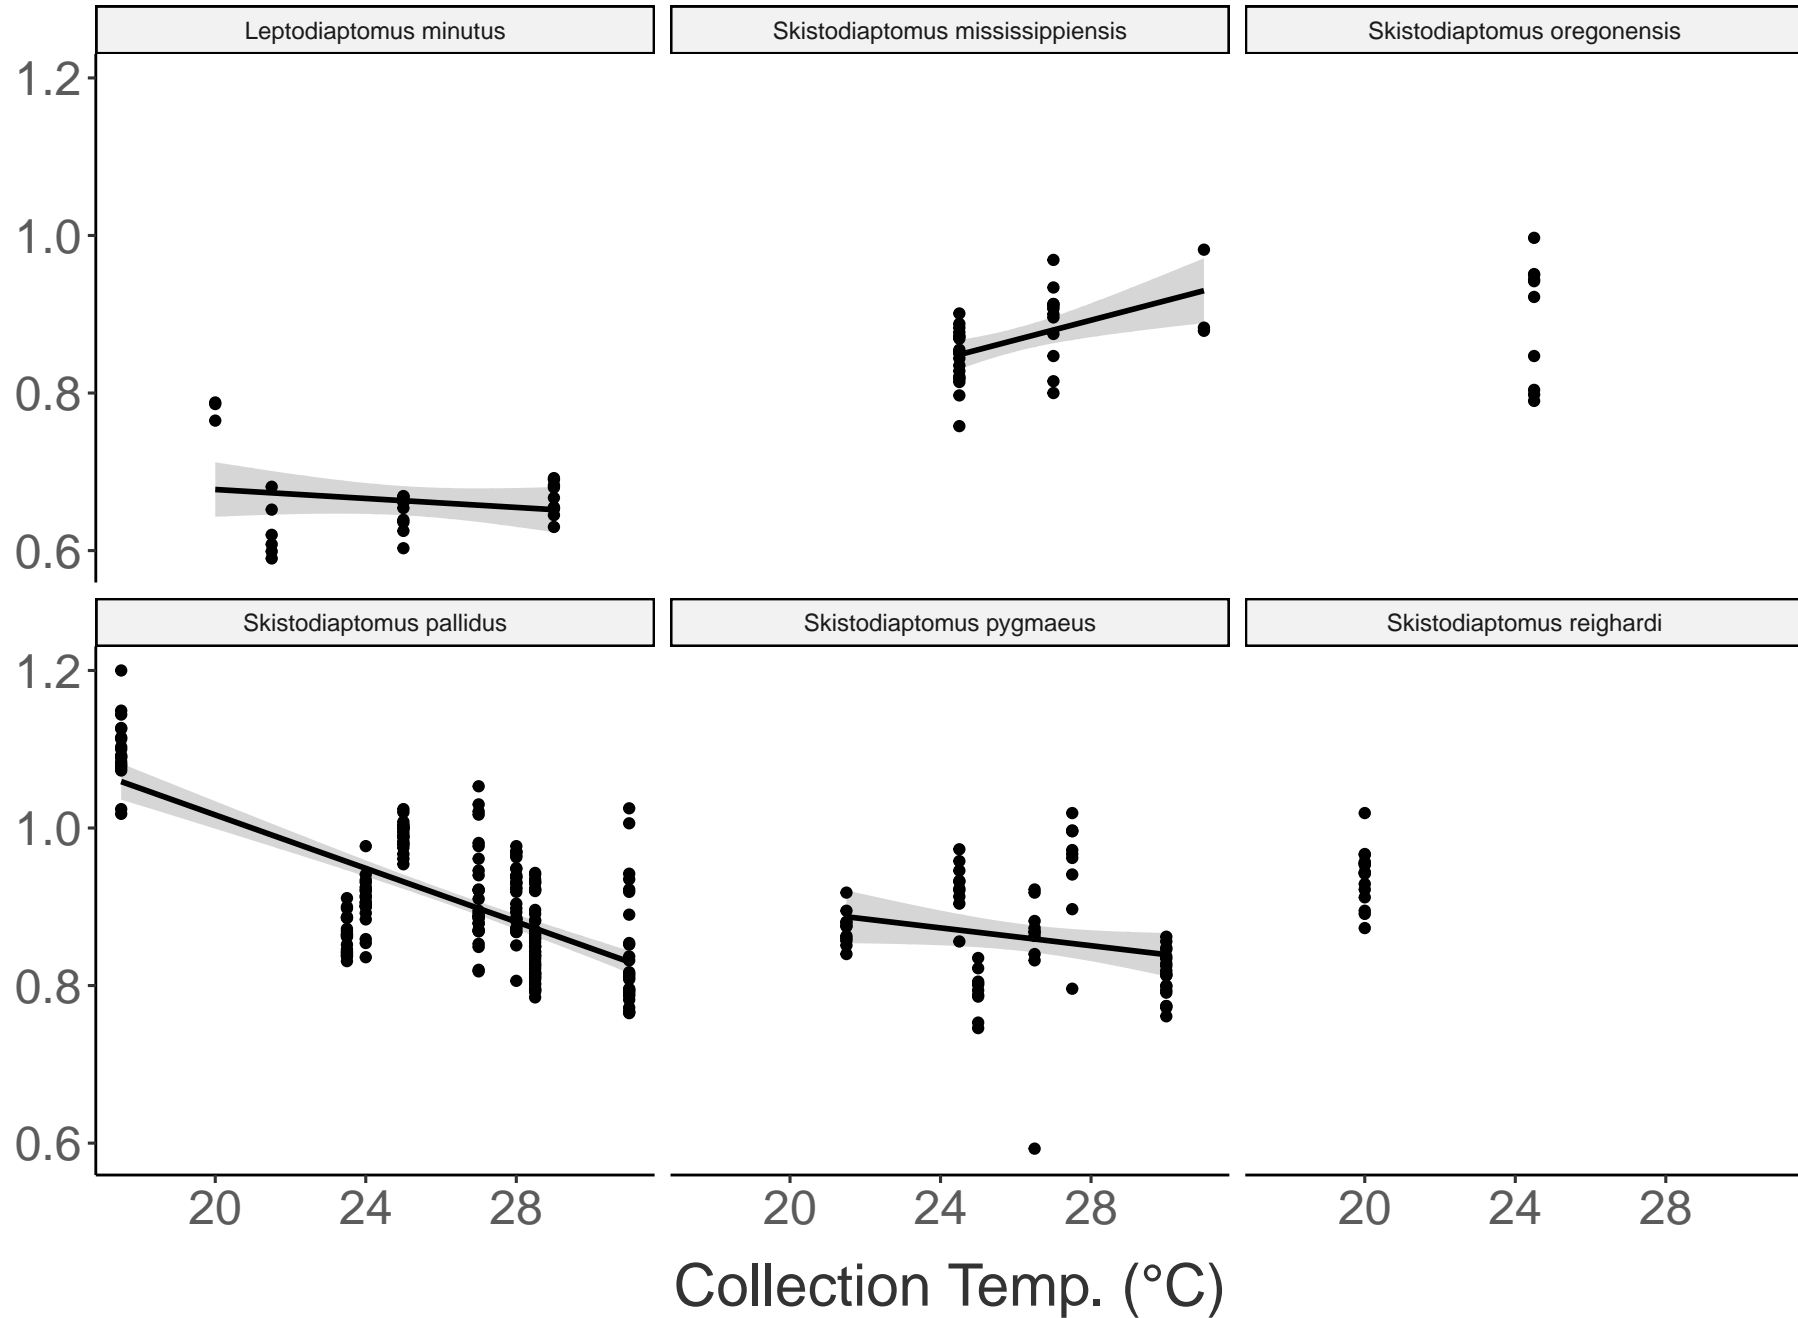 Leptodiaptomus minutus
Skistodiaptomus mississippiensis
Skistodiaptomus oregonensis
1.2
1.0
0.8
0.6
Skistodiaptomus pallidus
Skistodiaptomus pygmaeus
Skistodiaptomus reighardi
1.2
1.0
0.8
0.6
20 24 28
20 24 28
20 24 28
Collection Temp. (°C)